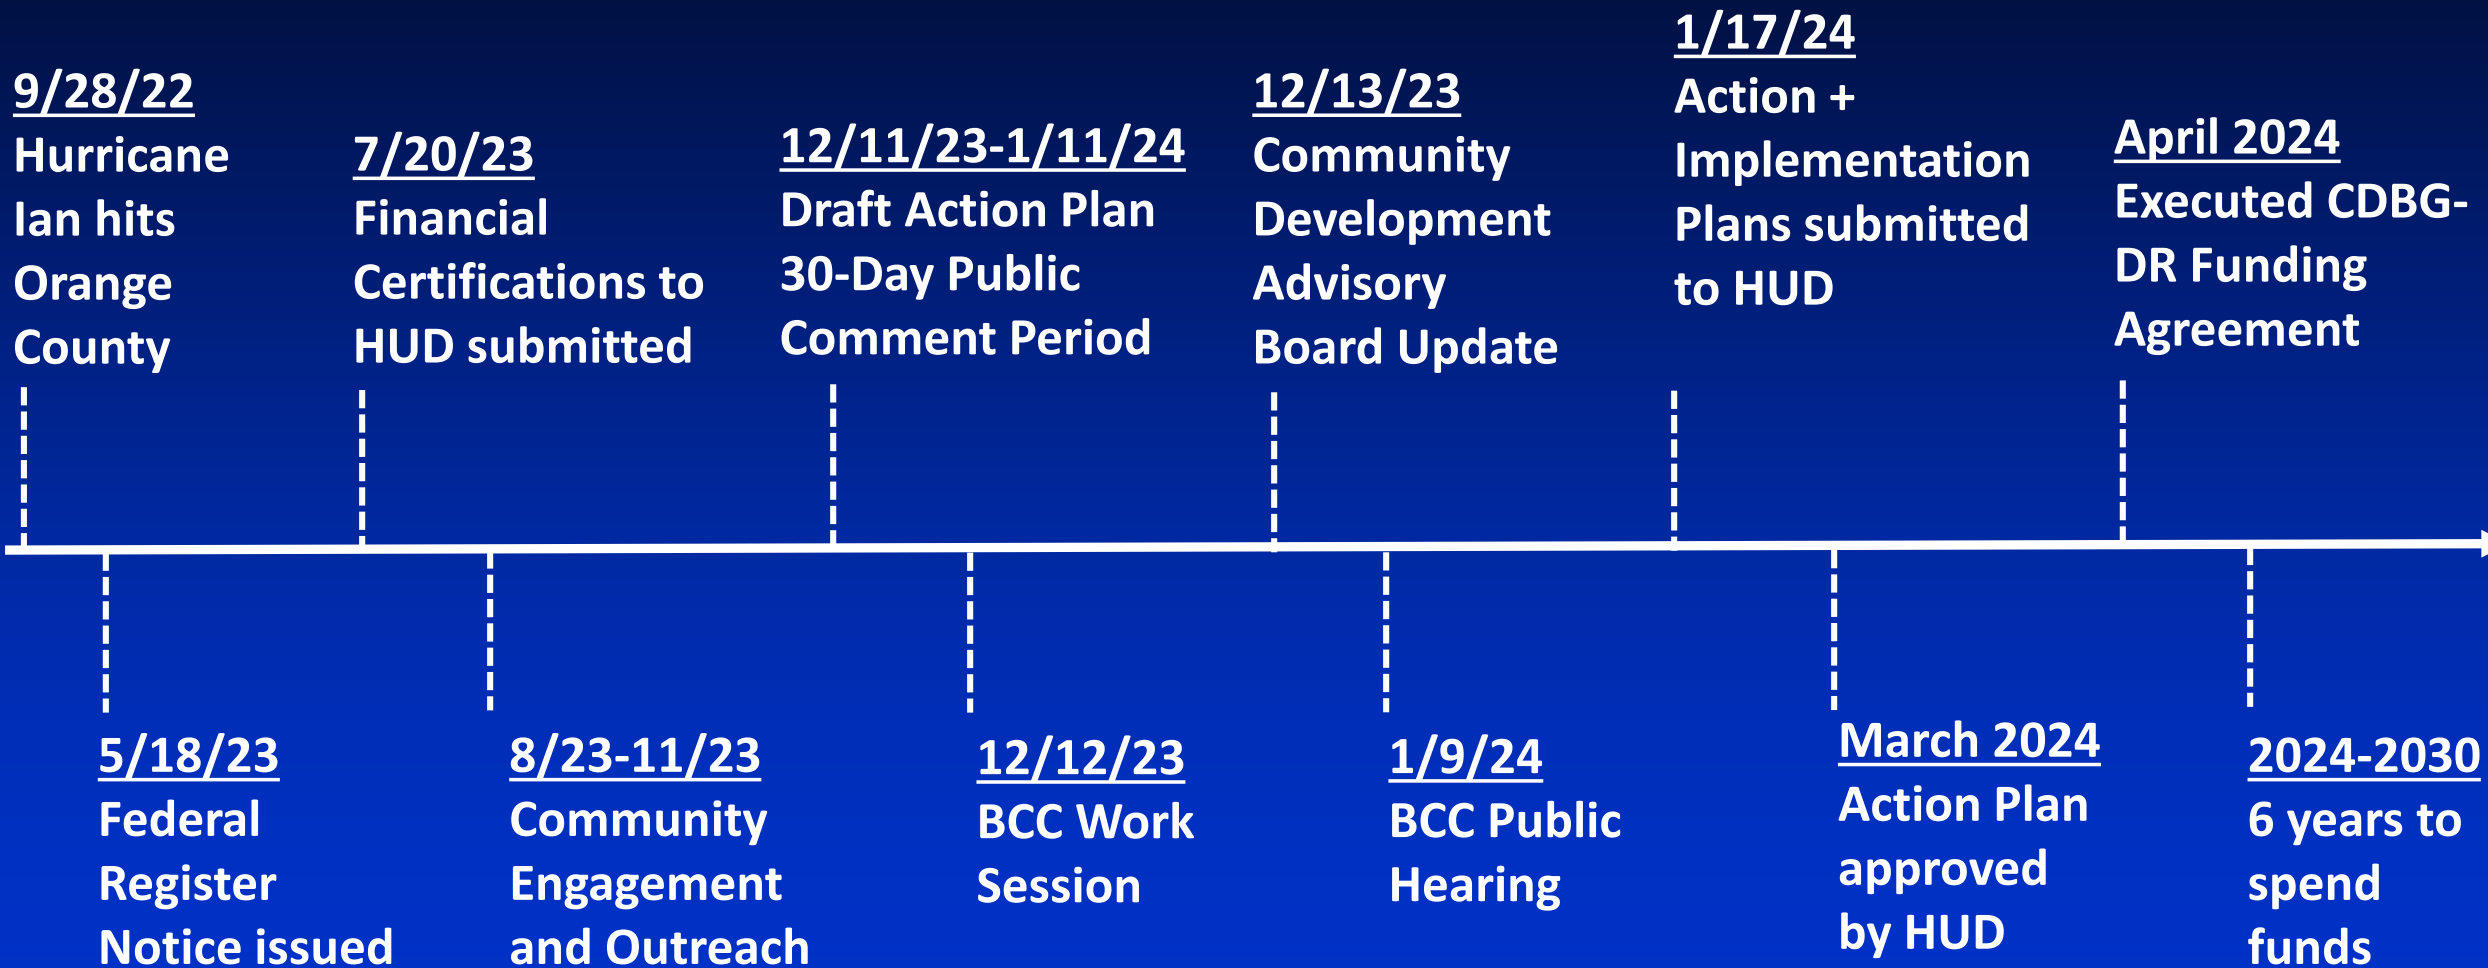 9/28/22
Hurricane
Ian hits
Orange
County
5/18/23
Federal
Register
Notice issued
7/20/23
Financial
Certifications to
HUD submitted
8/23-11/23
Community
Engagement
and Outreach
12/11/23-1/11/24
Draft Action Plan
30-Day Public
Comment Period
12/12/23
BCC Work
Session
12/13/23
Community
Development
Advisory
Board Update
1/9/24
BCC Public
Hearing
1/17/24
Action +
Implementation
Plans submitted
to HUD
March 2024
Action Plan
approved
by HUD
April 2024
Executed CDBG-
DR Funding
Agreement
2024-2030
6 years to
spend
funds